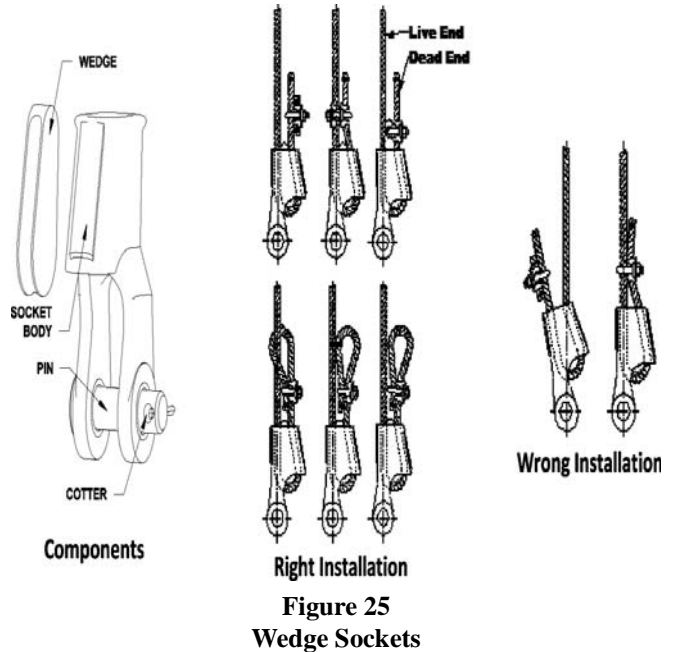 WEDGE
SOCKET
BODY
PIN
COTTER
Components
Live End
Dead End
Right Installation
Wrong Installation
Figure 25
Wedge Sockets